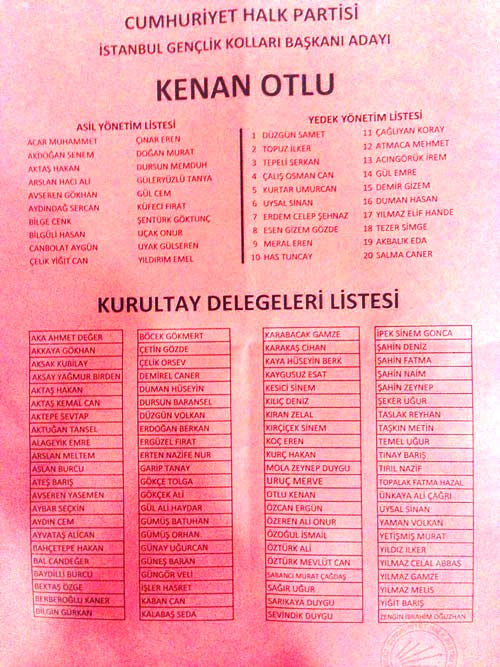 CUMHURİYET HALK PARTİSİ
İSTANBUL GENÇLİK KOLLARI BAŞKANI ADAYI
KENAN OTLU
ASİL YÖNETİM LİSTESİ
ACAR MUHAMMET
AKDOĞAN SENEM
AKTAŞ HAKAN
ARSLAN HACI ALİ
AVSEREN GÖKHAN
AYDINDAĞ SERCAN
BİLGE CENK
BİLGÜLİ HASAN
CANBOLAT AYGÜN
ÇELİK YİĞİT CAN
ÇINAR EREN
DOĞAN MURAT
DURSUN MEMDUH
GÜLERYÜZLÜ TANYA
GÜL CEM
KÜFECİ FIRAT
ŞENTÜRK GÖKTUNÇ
UÇAK ONUR
UYAK GÜLSEREN
YILDIRIM EMEL
YEDEK YÖNETİM LİSTESİ
1 DÜZGÜN SAMET
2 TOPUZ İLKER
3 TEPELİ SERKAN
4 ÇALIŞ OSMAN CAN
5 KURTAR UMURCAN
6 UYSAL SİNAN
7 ERDEM CELEP ŞEHNAZ
8 ESEN GİZEM GÖZDE
9 MERAL EREN
10 HAS TUNCAY
11 ÇAĞLIYAN KORAY
12 ATMACA MEHMET
13 ACINGÖRÜK İREM
14 GÜL EMRE
15 DEMİR GİZEM
16 DUMAN HASAN
17 YILMAZ ELİF HANDE
18 TEZER SİMGE
19 AKBALIK EDA
20 SALMA CANER
KURULTAY DELEGELERİ LİSTESİ
AKA AHMET DEĞER
AKKAYA GÖKHAN
AKSAK KUBİLAY
AKSAY YAĞMUR BİRDEN
AKTAŞ HAKAN
AKTAŞ KEMAL CAN
AKTEPE SEVTAP
AKTUĞAN TANSEL
ALAGEYİK EMRE
ARSLAN MELTEM
ASLAN BURCU
ATEŞ BARIŞ
AVSEREN YASEMEN
AYBAR SEÇKİN
AYDIN CEM
AYVATAŞ ALİCAN
BAHÇETEPE HAKAN
BAL CANDEĞER
BAYDİLLİ BURCU
BEKTAŞ ÖZGE
BERBEROĞLU KANER
BİLGİN GÜRKAN
BÖCEK GÖKMERT
ÇETİN GÖZDE
ÇELİK ORSEV
DEMİREL CANER
DUMAN HÜSEYİN
DURSUN BARANSEL
DÜZGÜN VOLKAN
ERDOĞAN BERKAN
ERGÜZEL FIRAT
ERTEN NAZİFE NUR
GARİP TANAY
GÖKÇE TOLGA
GÖKÇEK ALİ
GÜL ALİ HAYDAR
GÜMÜŞ BATUHAN
GÜMÜŞ ORHAN
GÜNAY UĞURCAN
GÜNEŞ BARAN
GÜNGÖR VELİ
İŞLER HASRET
KABAN CAN
KALABAŞ SEDA
KARABACAK GAMZE
KARAKAŞ CİHAN
KAYA HÜSEYİN BERK
KAYGUSUZ ESAT
KESİCİ SİNEM
KILIÇ DENİZ
KIRAN ZELAL
KIRÇİÇEK SİNEM
KOÇ EREN
KURÇ HAKAN
MOLA ZEYNEP DUYGU
URUÇ MERVE
OTLU KENAN
ÖZCAN ERGÜN
ÖZEREN ALİ ONUR
ÖZOĞUL İSMAİL
ÖZTÜRK ALİ
ÖZTÜRK MEVLÜT CAN
SABANCI MURAT ÇAĞDAŞ
SAĞIR UĞUR
SARIKAYA DUYGU
SEVİNDİK DUYGU
İPEK SİNEM GONCA
ŞAHİN DENİZ
ŞAHİN FATMA
ŞAHİN NAİM
ŞAHİN ZEYNEP
ŞEKER UĞUR
TASLAK REYHAN
TAŞKIN METİN
TEMEL UĞUR
TINAY BARIŞ
TIRIL NAZİF
TOPALAK FATMA HAZAL
ÜNKAYA ALİ ÇAĞRI
UYSAL SİNAN
YAMAN VOLKAN
YETİŞMİŞ MURAT
YILDIZ İLKER
YILMAZ CELAL ABBAS
YILMAZ GAMZE
YILMAZ MELİS
YİĞİT BARIŞ
ZENGİN İBRAHİM OĞUZHAN